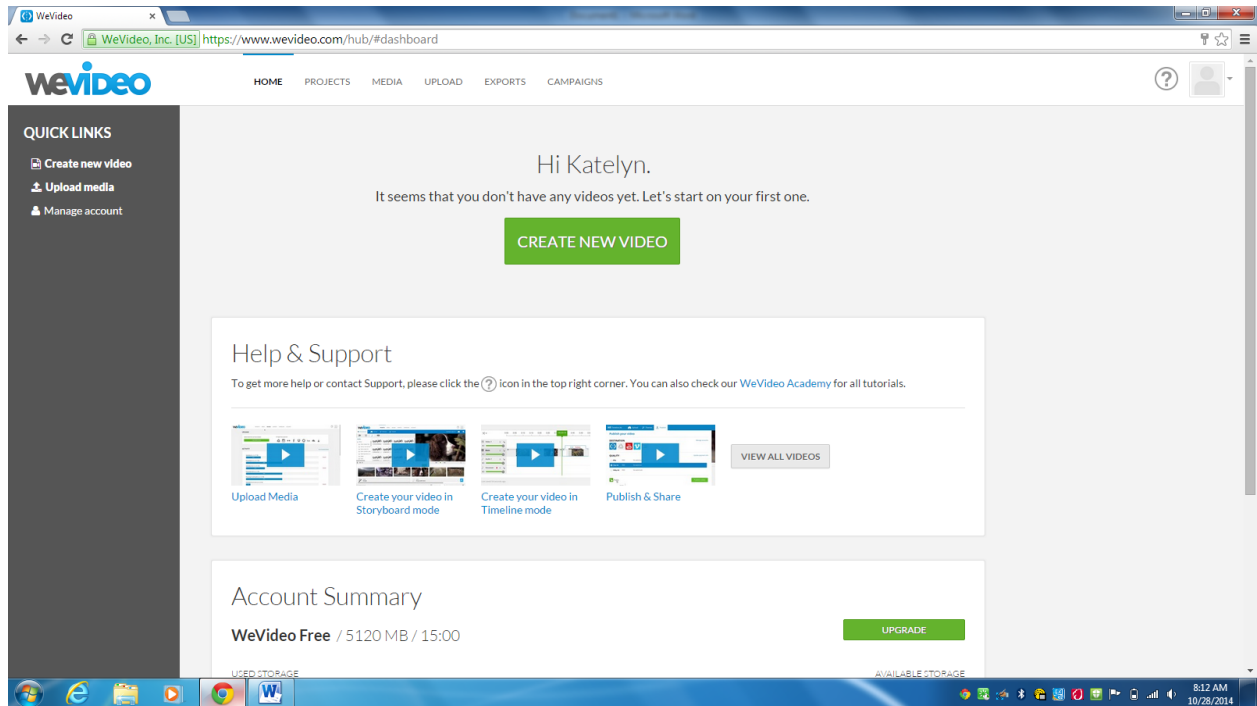 WeVideo
Document1 - Microsoft Word
WeVideo, Inc. [US] https://www.wevideo.com/hub/#dashboard
WEVIDEO HOME PROJECTS MEDIA UPLOAD EXPORTS CAMPAIGNS ?
QUICK LINKS
Create new video
Upload media
Manage account
Hi Katelyn.
It seems that you don't have any videos yet. Let's start on your first one.
CREATE NEW VIDEO
Help & Support
To get more help or contact Support, please click the ? icon in the top right corner. You can also check our WeVideo Academy for all tutorials.
Upload Media
Create your video in
Storyboard mode
Create your video in
Timeline mode
Publish & Share
VIEW ALL VIDEOS
Account Summary
WeVideo Free / 5120 MB / 15:00
UPGRADE
USED STORAGE AVAILABLE STORAGE
8:12 AM
10/28/2014